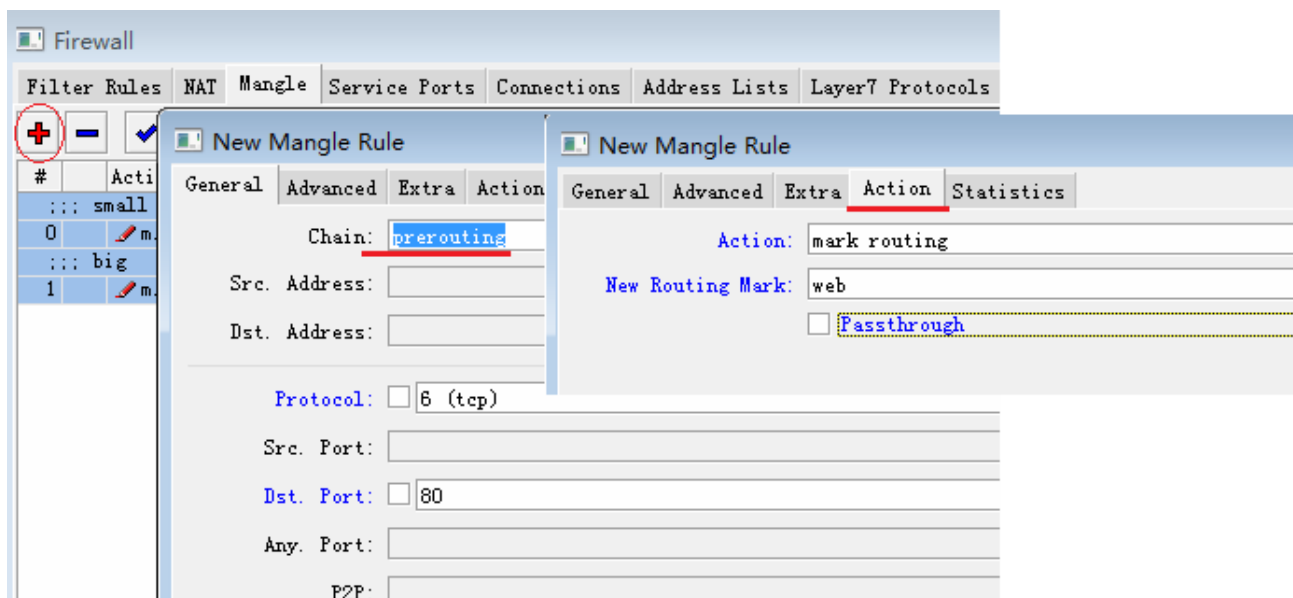 Firewall
Filter Rules NAT Mangle Service Ports Connections Address Lists Layer7 Protocols
# Acti
::: small
0 m.
::: big
1 m.
New Mangle Rule
General Advanced Extra Action
Chain: prerouting
Src. Address:
Dst. Address:
Protocol: 6 (tcp)
Src. Port:
Dst. Port: 80
Any. Port:
P2P:
New Mangle Rule
General Advanced Extra Action Statistics
Action: mark routing
New Routing Mark: web
Passthrough